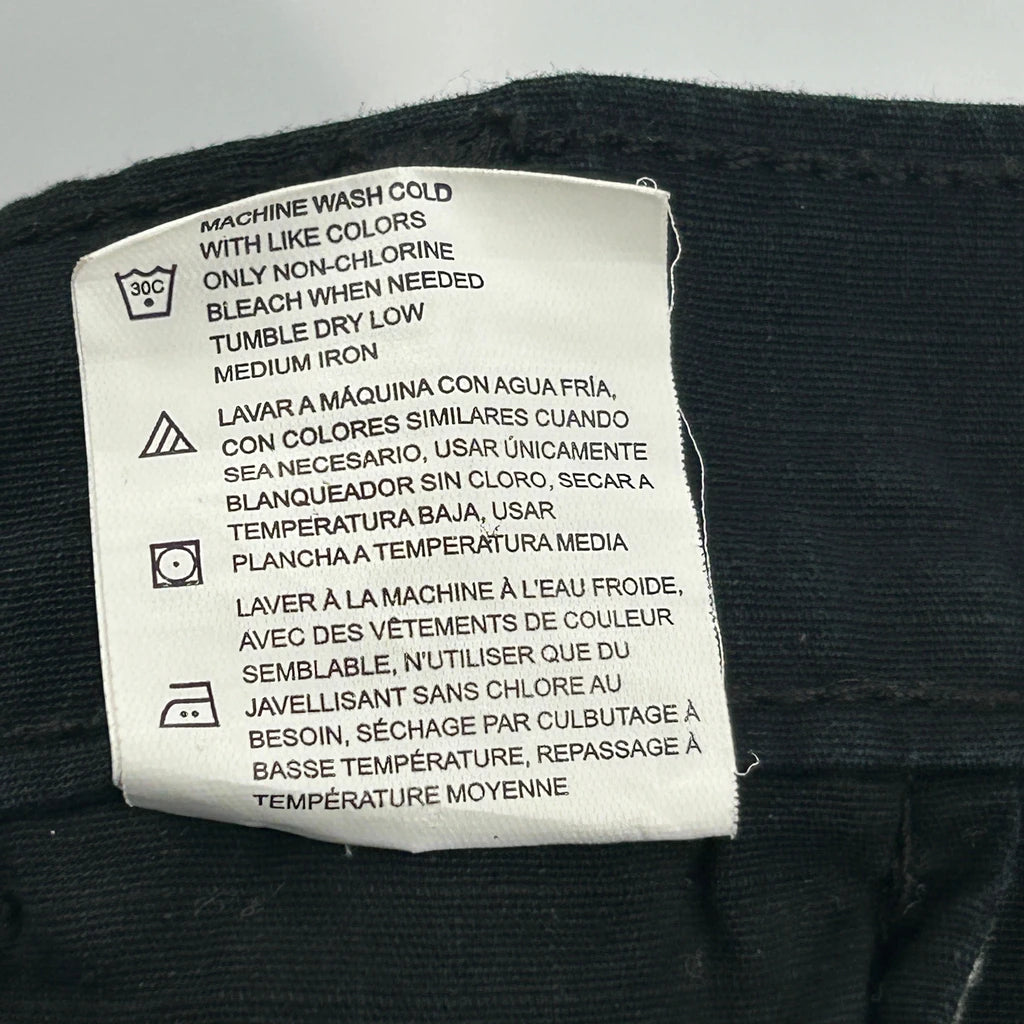 MACHINE WASH COLD
WITH LIKE COLORS
ONLY NON-CHLORINE
BLEACH WHEN NEEDED
TUMBLE DRY LOW
MEDIUM IRON
30C
LAVAR A MÁQUINA CON AGUA FRÍA,
CON COLORES SIMILARES CUANDO
SEA NECESARIO, USAR ÚNICAMENTE
BLANQUEADOR SIN CLORO, SECAR A
TEMPERATURA BAJA, USAR
PLANCHA A TEMPERATURA MEDIA
LAVER À LA MACHINE À L'EAU FROIDE,
AVEC DES VÊTEMENTS DE COULEUR
SEMBLABLE, N'UTILISER QUE DU
JAVELLISANT SANS CHLORE AU
BESOIN, SÉCHAGE PAR CULBUTAGE À
BASSE TEMPÉRATURE, REPASSAGE À
TEMPÉRATURE MOYENNE